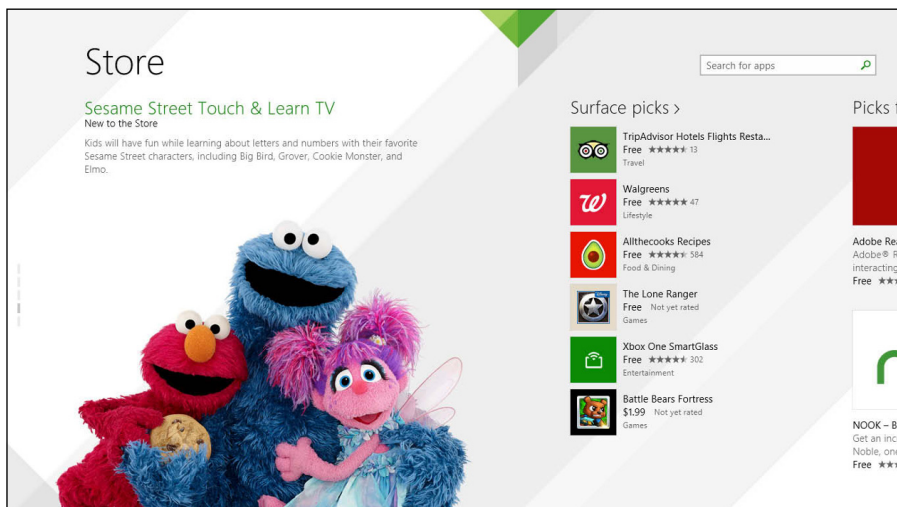 Store
Search for apps
Sesame Street Touch & Learn TV
New to the Store
Kids will have fun while learning about letters and numbers with their favorite
Sesame Street characters, including Big Bird, Grover, Cookie Monster, and
Elmo.
Surface picks
TripAdvisor Hotels Flights Resta...
Free 13
Travel
Walgreens
Free 47
Lifestyle
Allthecooks Recipes
Free 584
Food & Dining
The Lone Ranger
Free Not yet rated
Games
Xbox One SmartGlass
Free 302
Entertainment
Battle Bears Fortress
$1.99 Not yet rated
Games
Picks
Adobe
Adobe®
interacting
Free
NOOK – B
Get an inc
Noble, one
Free